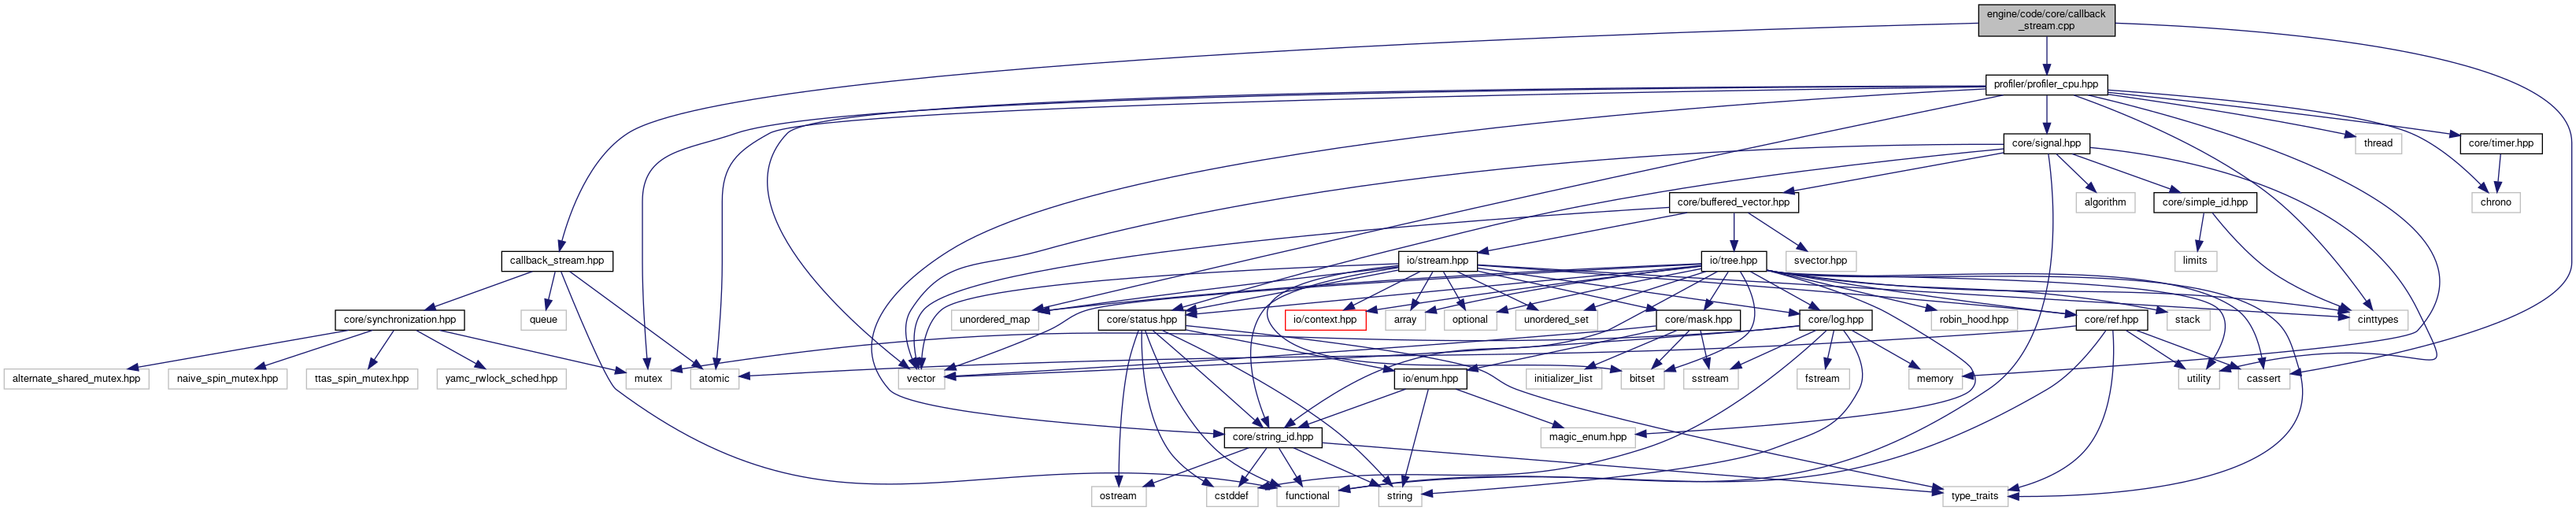 engine/code/core/callback
_stream.cpp
profiler/profiler_cpu.hpp
core/signal.hpp
thread
core/timer.hpp
core/buffered_vector.hpp
algorithm
core/simple_id.hpp
chrono
callback_stream.hpp
io/stream.hpp
io/tree.hpp
svector.hpp
limits
core/synchronization.hpp
queue
unordered_map
core/status.hpp
io/context.hpp
array
optional
unordered_set
core/mask.hpp
core/log.hpp
robin_hood.hpp
core/ref.hpp
stack
cinttypes
alternate_shared_mutex.hpp
naive_spin_mutex.hpp
ttas_spin_mutex.hpp
yamc_rwlock_sched.hpp
mutex
atomic
vector
io/enum.hpp
initializer_list
bitset
sstream
fstream
memory
utility
cassert
core/string_id.hpp
magic_enum.hpp
ostream
cstddef
functional
string
type_traits